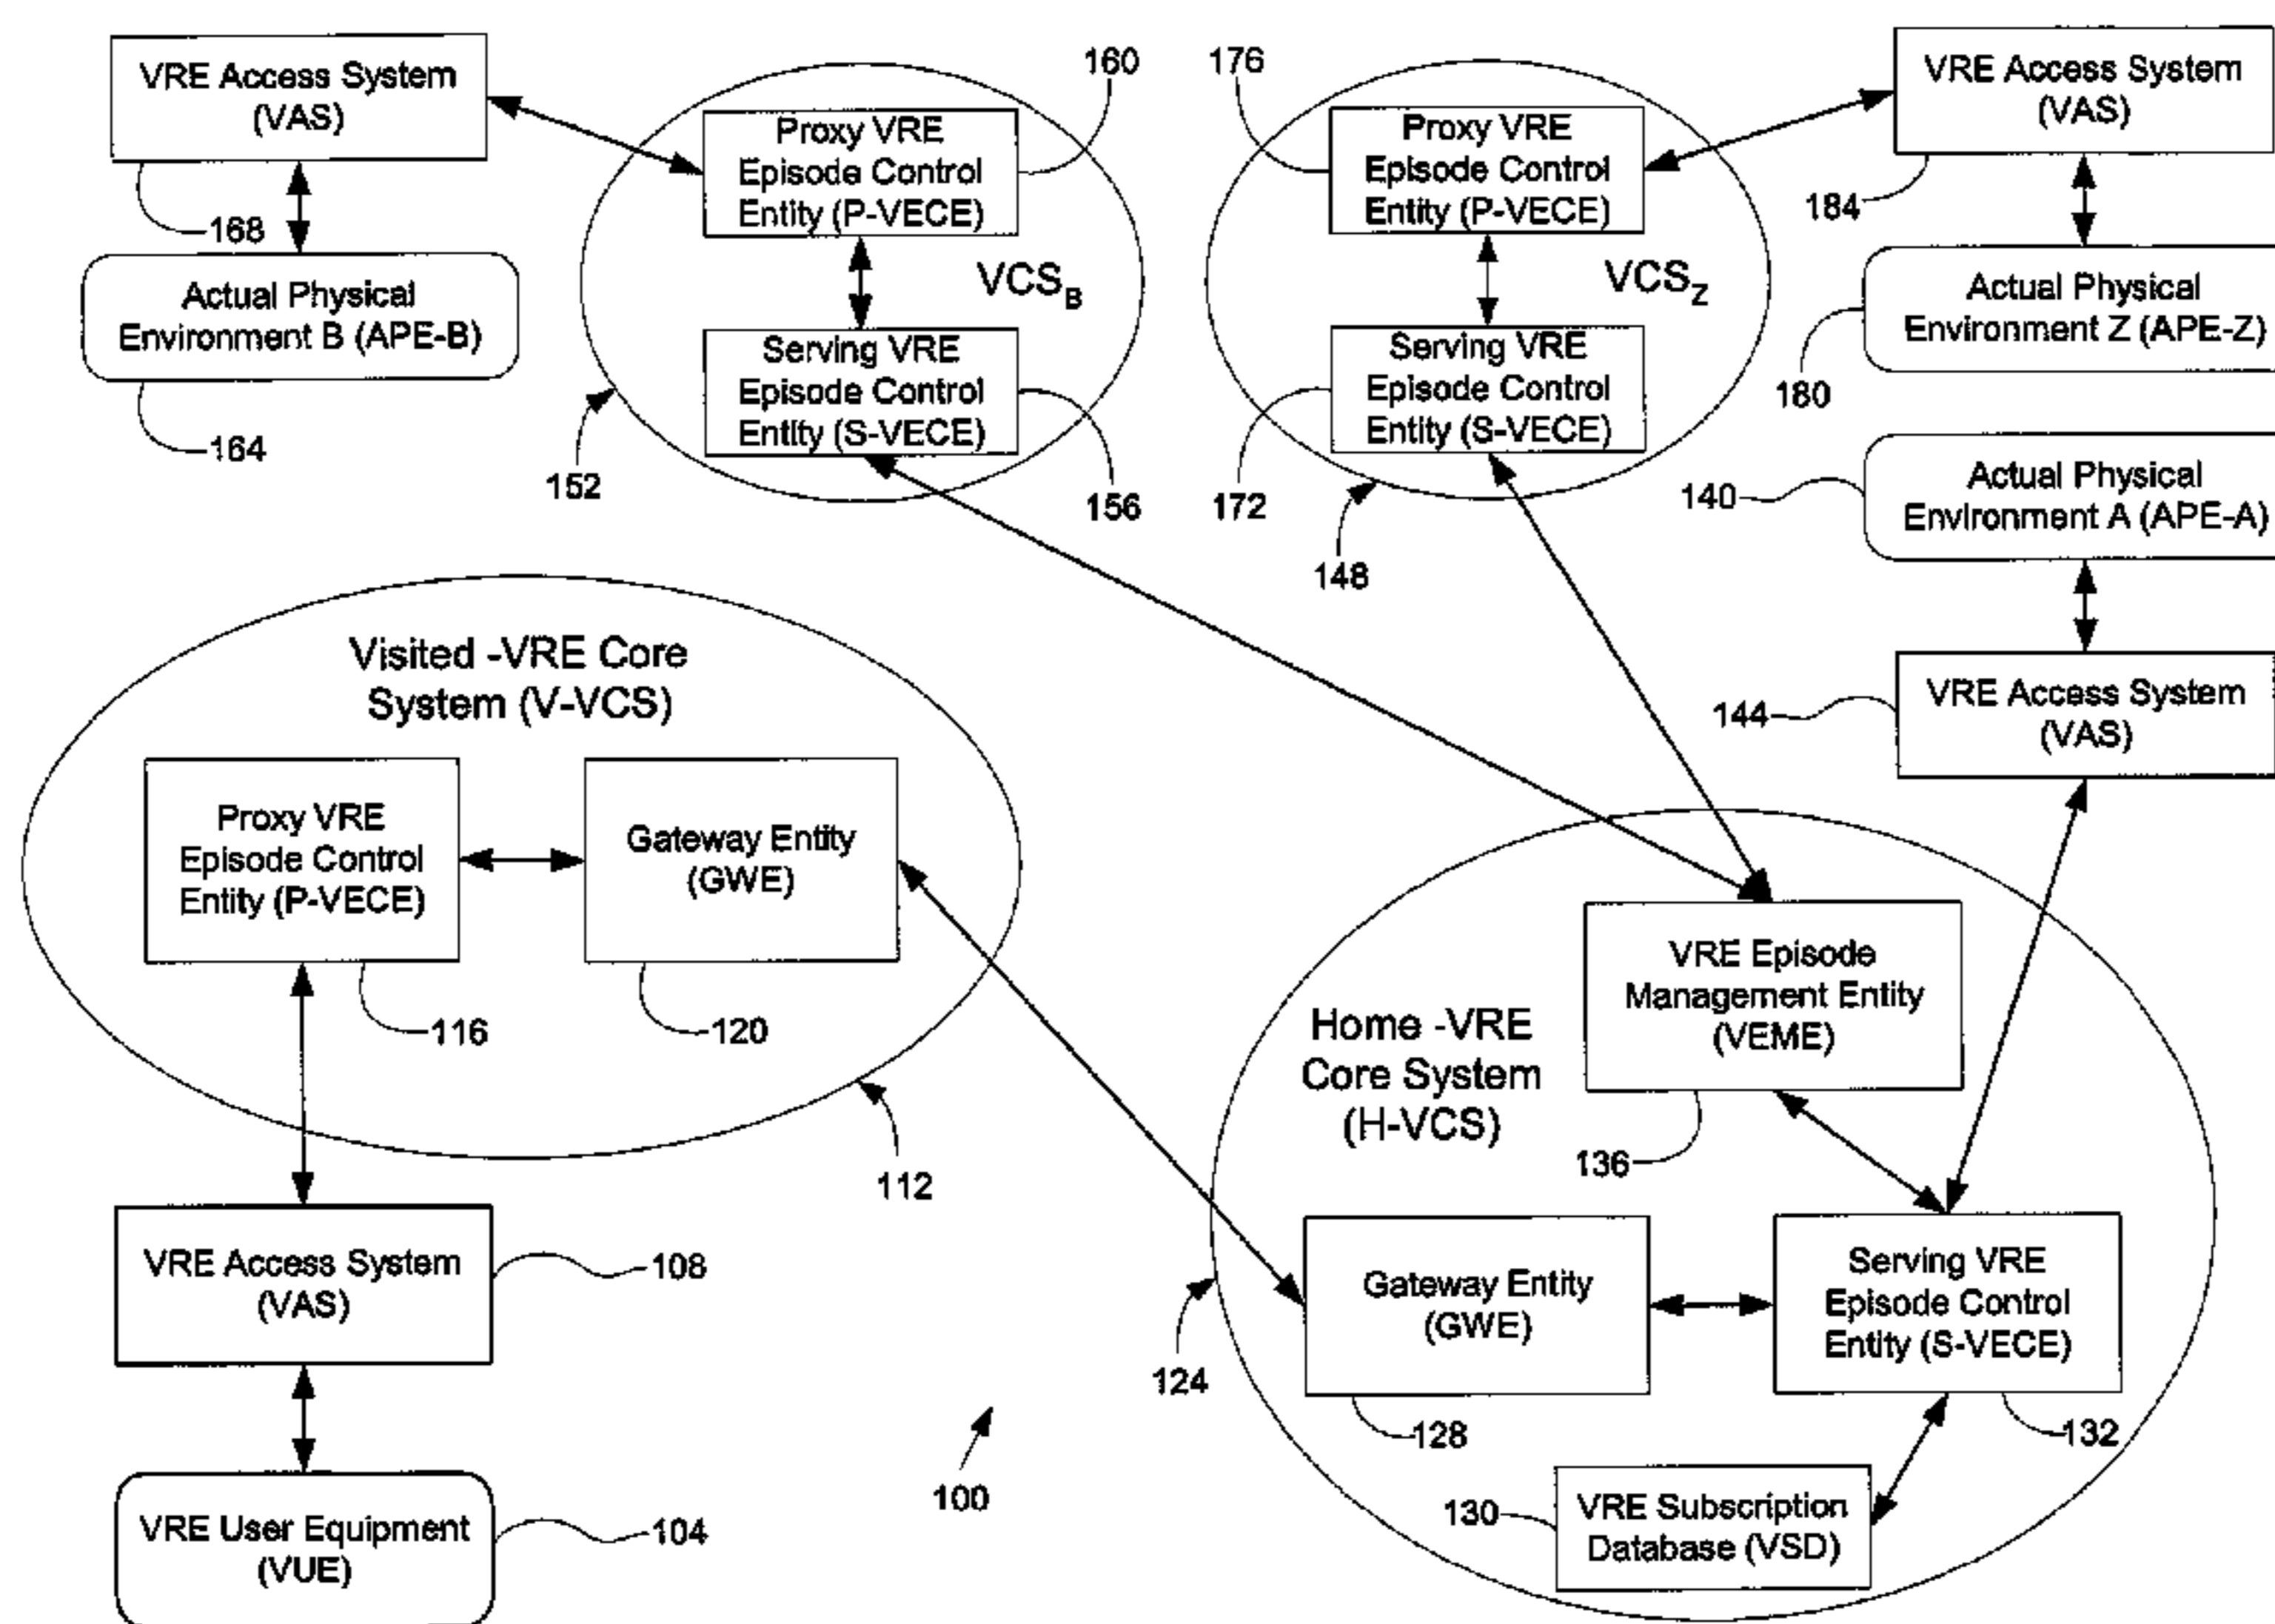 VRE Access System
(VAS)
168
Actual Physical
Environment B (APE-B)
164
160
Proxy VRE
Episode Control
Entity (P-VECE)
VCS_B
Serving VRE
Episode Control
Entity (S-VECE)
152
156
176
Proxy VRE
Episode Control
Entity (P-VECE)
VCS_Z
Serving VRE
Episode Control
Entity (S-VECE)
172
148
VRE Access System
(VAS)
184
Actual Physical
Environment Z (APE-Z)
180
140
Actual Physical
Environment A (APE-A)
144
VRE Access System
(VAS)
Visited -VRE Core
System (V-VCS)
Proxy VRE
Episode Control
Entity (P-VECE)
116
Gateway Entity
(GWE)
120
112
VRE Access System
(VAS)
108
VRE User Equipment
(VUE)
104
100
Home -VRE
Core System
(H-VCS)
VRE Episode
Management Entity
(VEME)
136
Gateway Entity
(GWE)
128
124
Serving VRE
Episode Control
Entity (S-VECE)
132
130
VRE Subscription
Database (VSD)